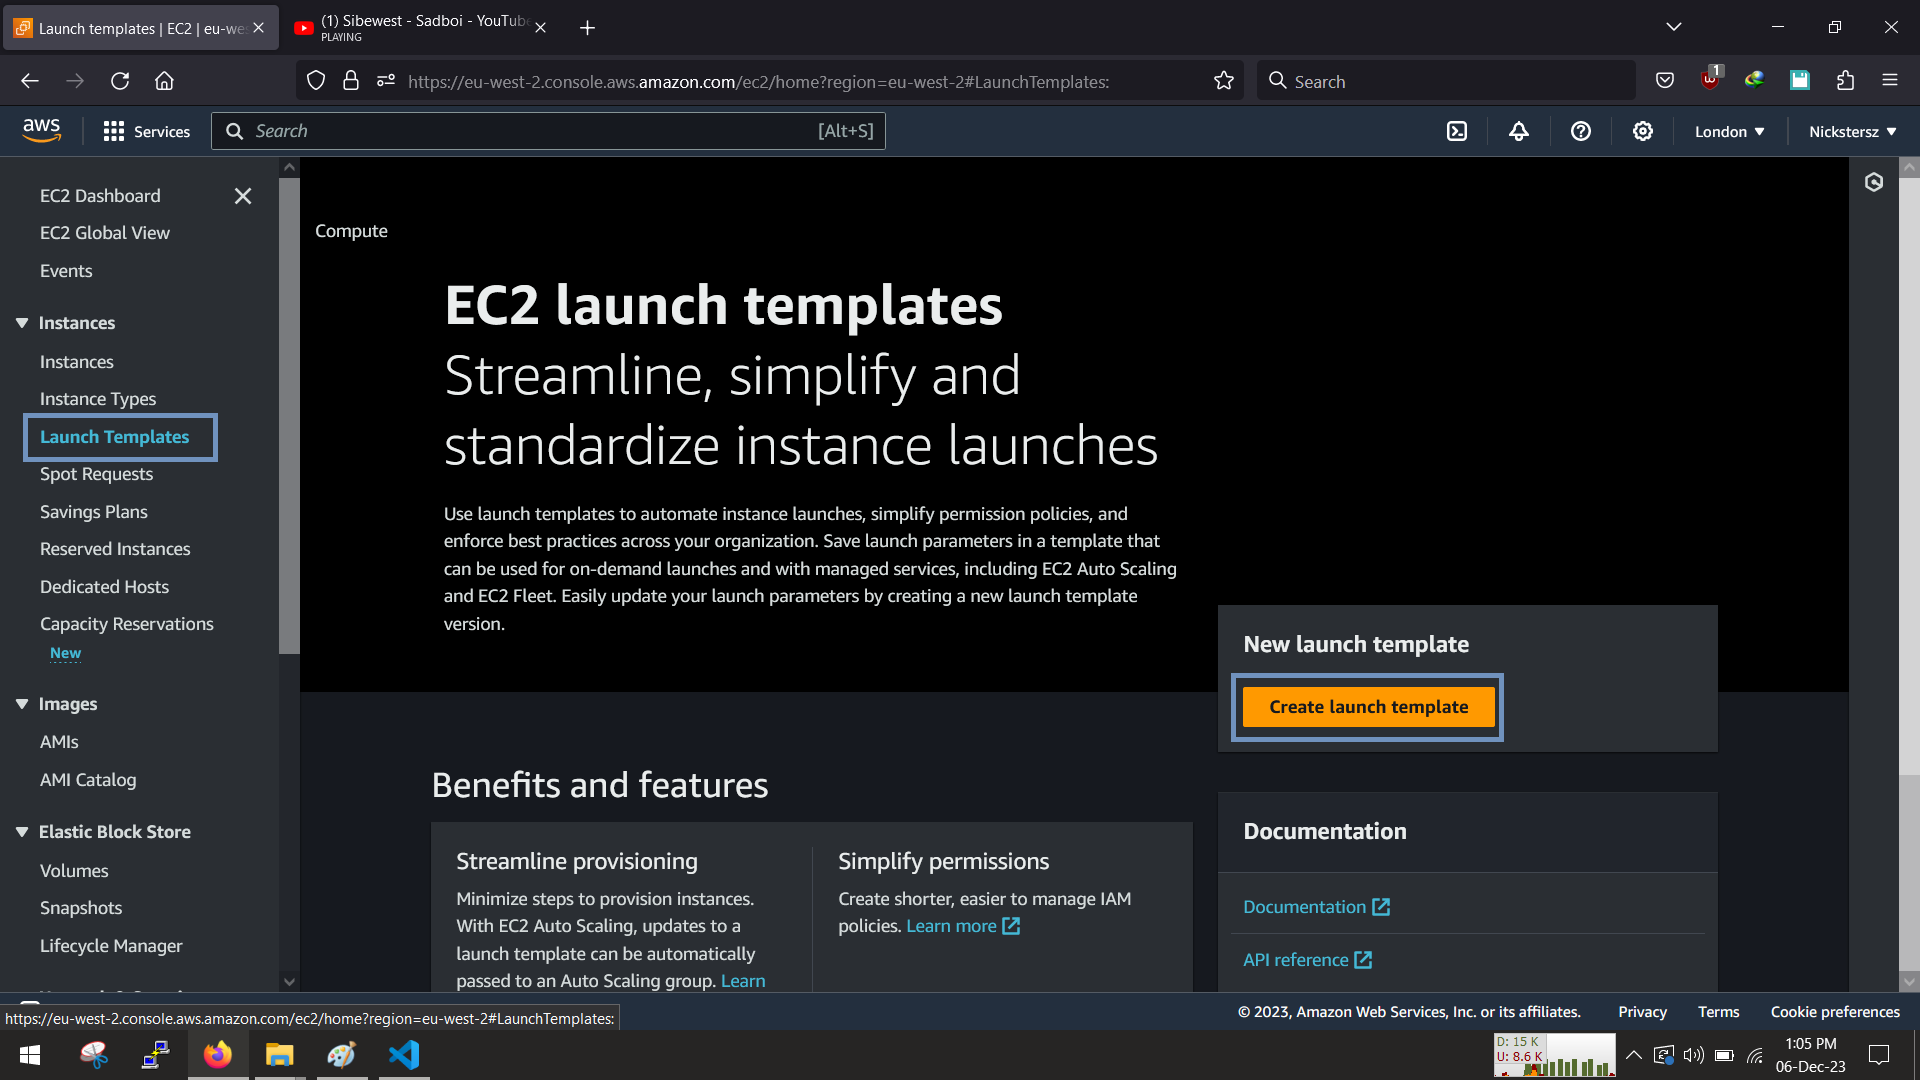 Launch templates | EC2 | eu-wes
(1) Sibewest - Sadboi - YouTube
PLAYING
https://eu-west-2.console.aws.amazon.com/ec2/home?region=eu-west-2#LaunchTemplates:
Search
1
aws
Services
Search
[Alt+S]
London
Nickstersz
EC2 Dashboard
EC2 Global View
Events
Instances
Instances
Instance Types
Launch Templates
Spot Requests
Savings Plans
Reserved Instances
Dedicated Hosts
Capacity Reservations
New
Images
AMIs
AMI Catalog
Elastic Block Store
Volumes
Snapshots
Lifecycle Manager
Compute
EC2 launch templates
Streamline, simplify and
standardize instance launches
Use launch templates to automate instance launches, simplify permission policies, and
enforce best practices across your organization. Save launch parameters in a template that
can be used for on-demand launches and with managed services, including EC2 Auto Scaling
and EC2 Fleet. Easily update your launch parameters by creating a new launch template
version.
New launch template
Create launch template
Benefits and features
Streamline provisioning
Minimize steps to provision instances.
With EC2 Auto Scaling, updates to a
launch template can be automatically
passed to an Auto Scaling group. Learn
Simplify permissions
Create shorter, easier to manage IAM
policies. Learn more
Documentation
Documentation
API reference
https://eu-west-2.console.aws.amazon.com/ec2/home?region=eu-west-2#LaunchTemplates:
© 2023, Amazon Web Services, Inc. or its affiliates.
Privacy
Terms
Cookie preferences
D: 15 K
U: 8.6 K
1:05 PM
06-Dec-23